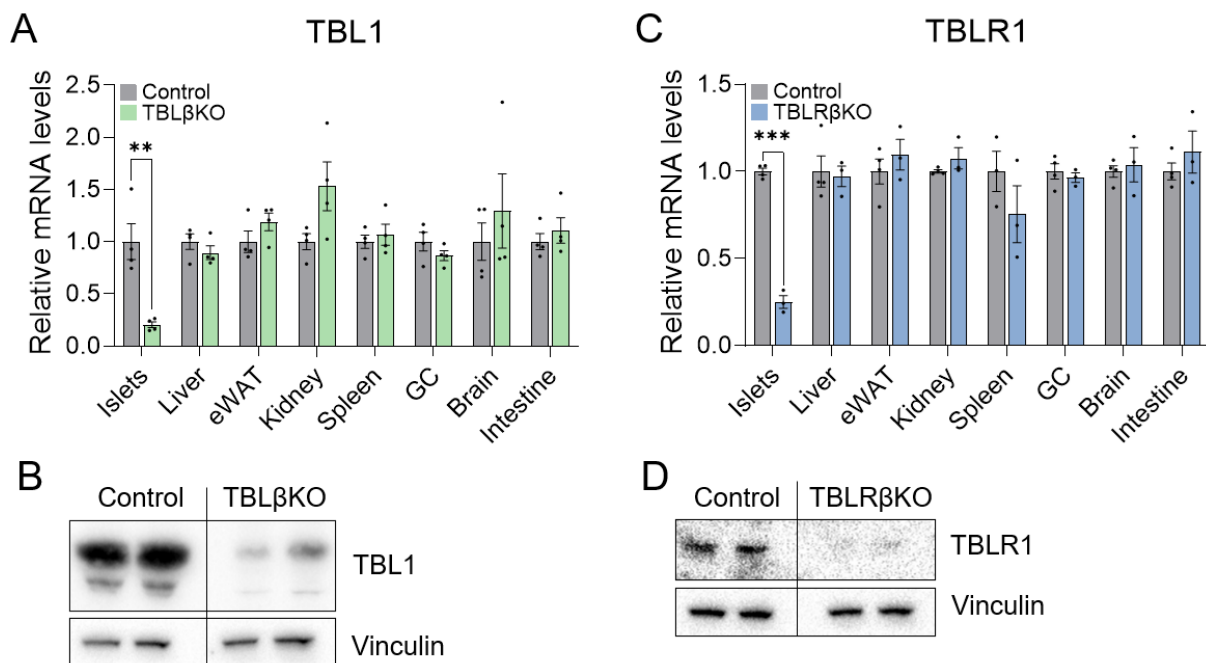 A
TBL1
Relative mRNA levels
2.5
2.0
1.5
1.0
0.5
0.0
Control
TBLβKO
**
Islets
Liver
eWAT
Kidney
Spleen
GC
Brain
Intestine
C
TBLR1
Relative mRNA levels
1.5
1.0
0.5
0.0
Control
TBLRβKO
***
Islets
Liver
eWAT
Kidney
Spleen
GC
Brain
Intestine
B
Control TBLβKO
TBL1
Vinculin
D
Control TBLRβKO
TBLR1
Vinculin